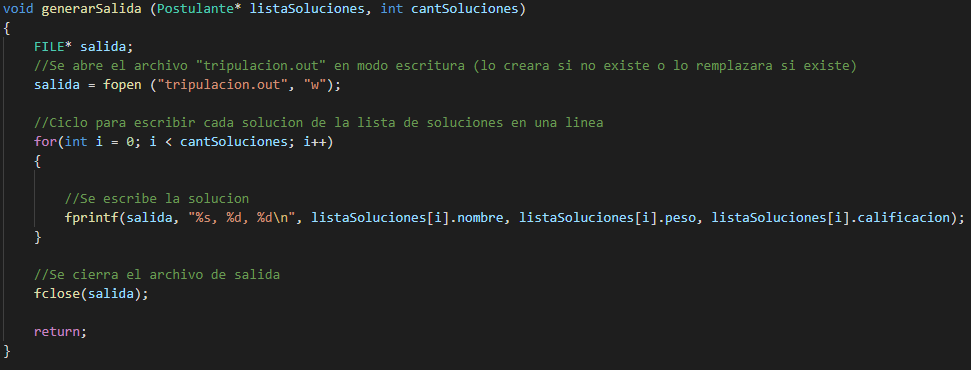 void generarSalida (Postulante* listaSoluciones, int cantSoluciones)
{
    FILE* salida;
    //Se abre el archivo "tripulacion.out" en modo escritura (lo creara si no existe o lo remplazara si existe)
    salida = fopen ("tripulacion.out", "w");

    //Ciclo para escribir cada solucion de la lista de soluciones en una linea
    for(int i = 0; i < cantSoluciones; i++)
    {

        //Se escribe la solucion
        fprintf(salida, "%s, %d, %d\n", listaSoluciones[i].nombre, listaSoluciones[i].peso, listaSoluciones[i].calificacion);
    }

    //Se cierra el archivo de salida
    fclose(salida);

    return;
}